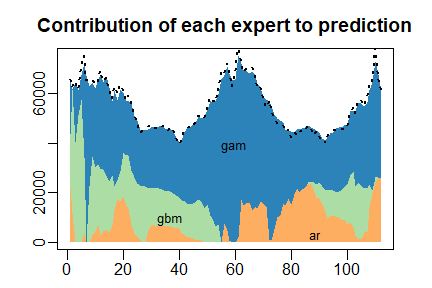 Contribution of each expert to prediction
60000
20000
0
gam
gbm
ar
0 20 40 60 80 100